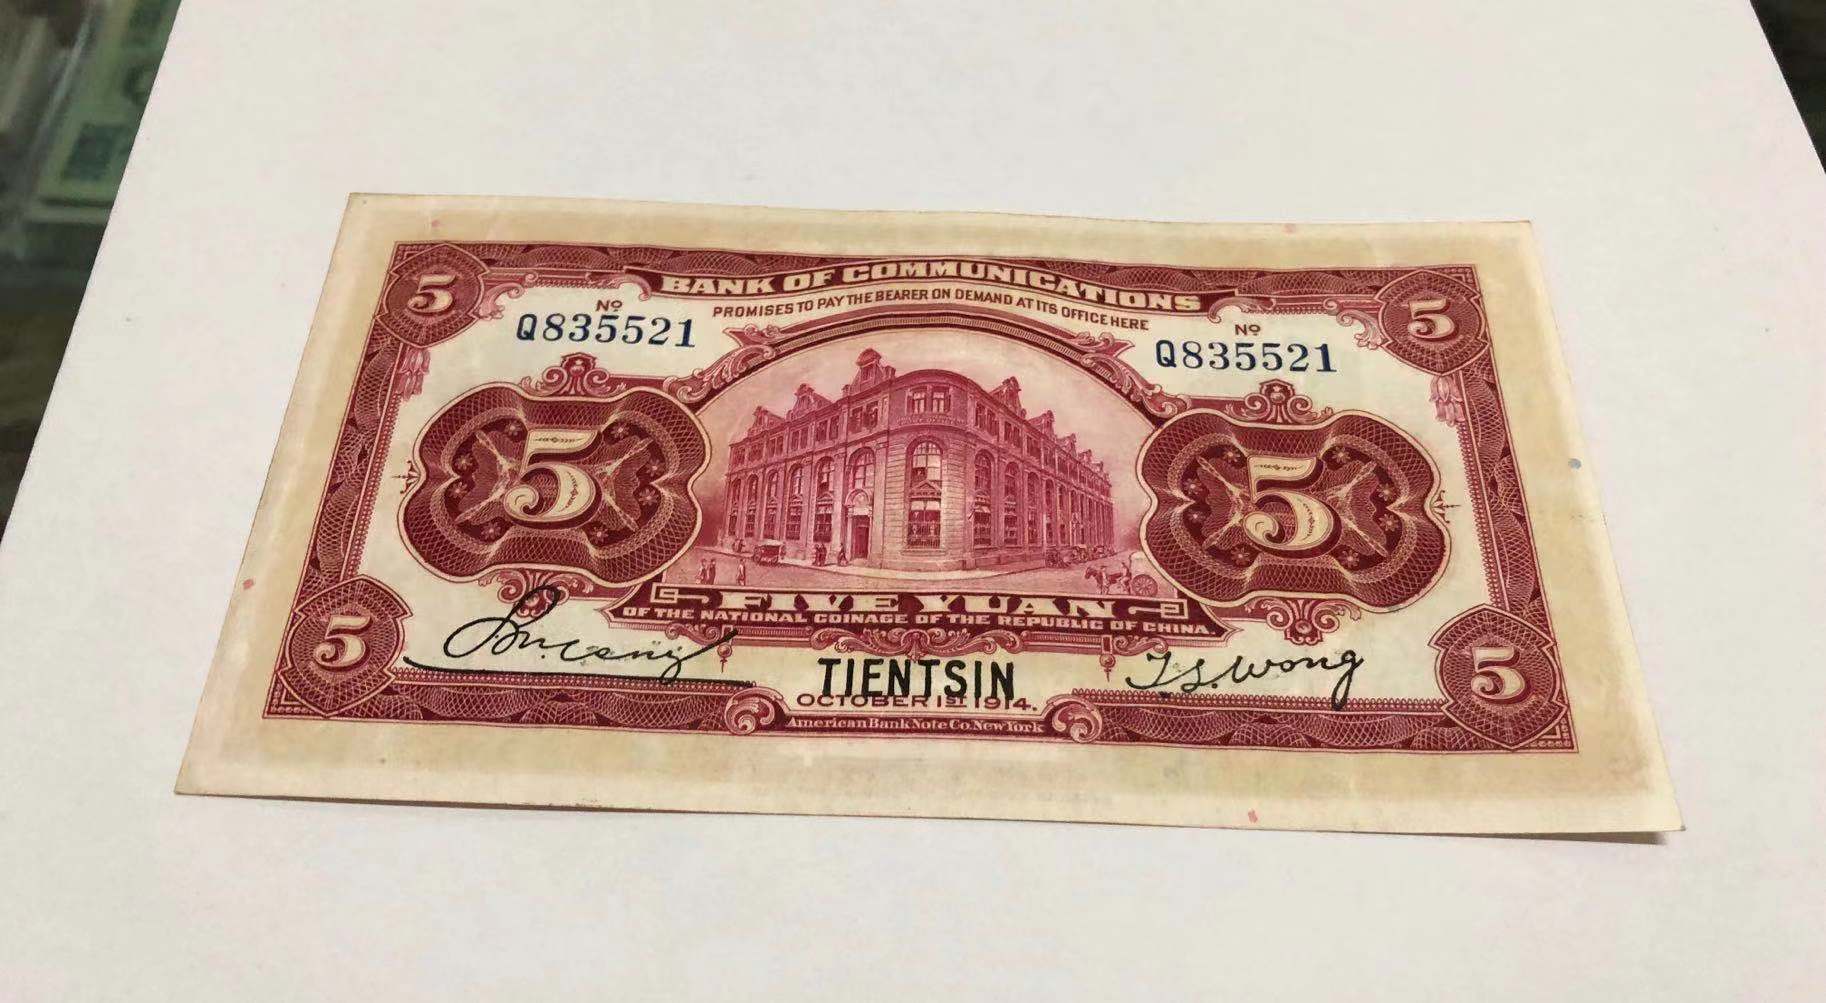 BANK OF COMMUNICATIONS
PROMISES TO PAY THE BEARER ON DEMAND AT ITS OFFICE HERE
5
5
Nº
Q835521
Nº
Q835521
5
5
FIVE YUAN
OF THE NATIONAL COINAGE OF THE REPUBLIC OF CHINA.
5
5
T.S. Wong
TIENTSIN
OCTOBER 1ST 1914.
American Bank Note Co. New York